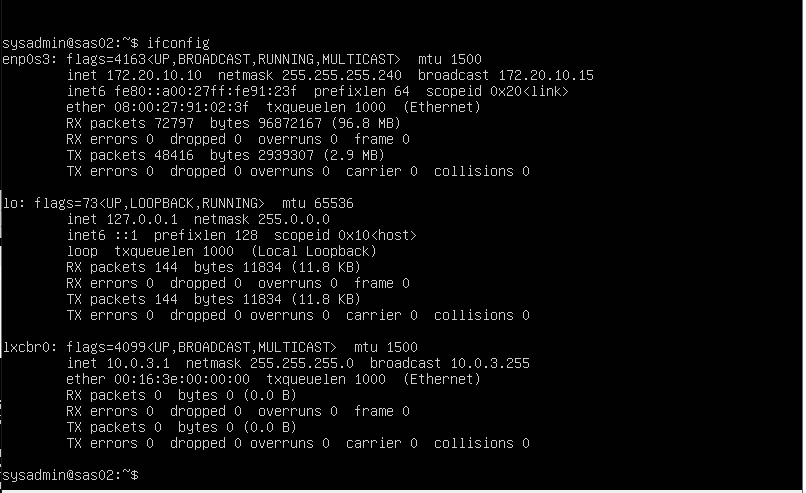 sysadmin@sas02:~$ ifconfig
enp0s3: flags=4163<UP,BROADCAST,RUNNING,MULTICAST>  mtu 1500
        inet 172.20.10.10  netmask 255.255.255.240  broadcast 172.20.10.15
        inet6 fe80::a00:27ff:fe91:23f  prefixlen 64  scopeid 0x20<link>
        ether 08:00:27:91:02:3f  txqueuelen 1000  (Ethernet)
        RX packets 72797  bytes 96872167 (96.8 MB)
        RX errors 0  dropped 0  overruns 0  frame 0
        TX packets 48416  bytes 2939307 (2.9 MB)
        TX errors 0  dropped 0 overruns 0  carrier 0  collisions 0

lo: flags=73<UP,LOOPBACK,RUNNING>  mtu 65536
        inet 127.0.0.1  netmask 255.0.0.0
        inet6 ::1  prefixlen 128  scopeid 0x10<host>
        loop  txqueuelen 1000  (Local Loopback)
        RX packets 144  bytes 11834 (11.8 KB)
        RX errors 0  dropped 0  overruns 0  frame 0
        TX packets 144  bytes 11834 (11.8 KB)
        TX errors 0  dropped 0 overruns 0  carrier 0  collisions 0

lxcbr0: flags=4099<UP,BROADCAST,MULTICAST>  mtu 1500
        inet 10.0.3.1  netmask 255.255.255.0  broadcast 10.0.3.255
        ether 00:16:3e:00:00:00  txqueuelen 1000  (Ethernet)
        RX packets 0  bytes 0 (0.0 B)
        RX errors 0  dropped 0  overruns 0  frame 0
        TX packets 0  bytes 0 (0.0 B)
        TX errors 0  dropped 0 overruns 0  carrier 0  collisions 0

sysadmin@sas02:~$